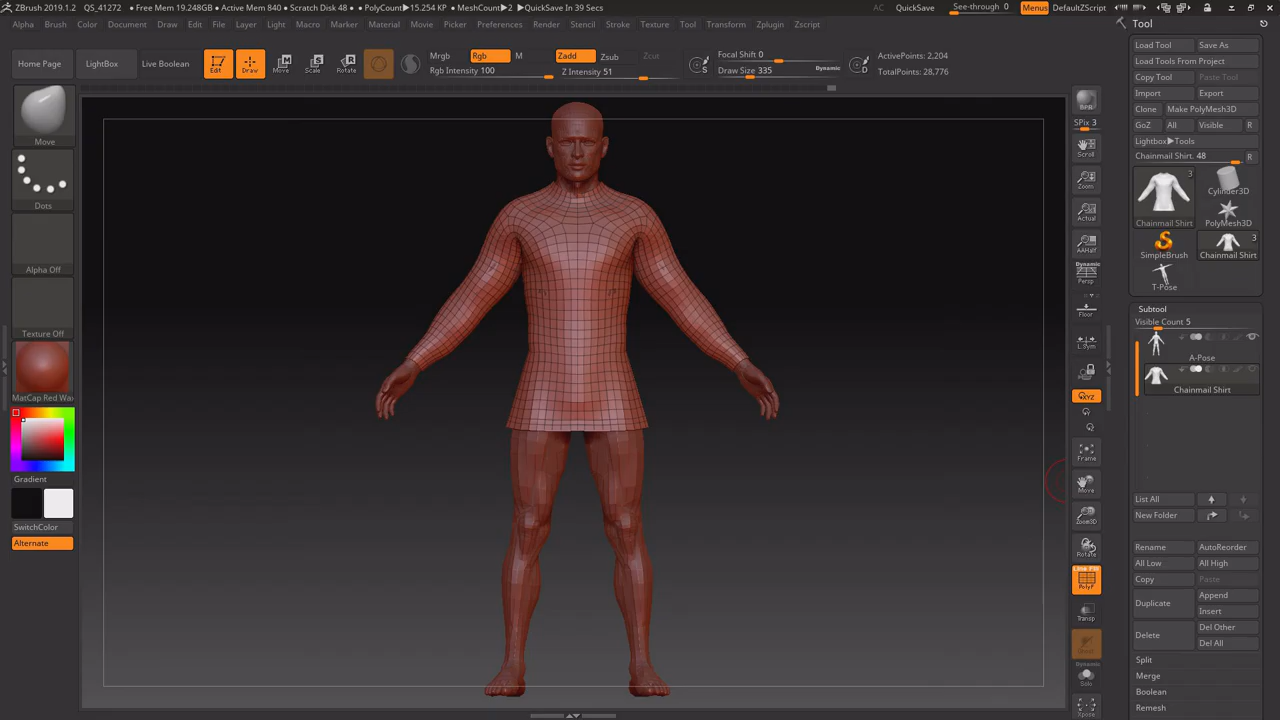 ZBrush 2019.1.2 QS_41272 • Free Mem 19.248GB • Active Mem 840 • Scratch Disk 48 • PolyCount▶15.254 KP • MeshCount▶2 ▶QuickSave In 39 Secs AC QuickSave See-through 0 Menus DefaultZScript
Alpha Brush Color Document Draw Edit File Layer Light Macro Marker Material Movie Picker Preferences Render Stencil Stroke Texture Tool Transform Zplugin Zscript
Home Page LightBox Live Boolean Edit Draw Move Scale Rotate
Mrgb Rgb M
Rgb Intensity 100
Zadd Zsub Zcut
Z Intensity 51
S
Focal Shift 0
Draw Size 335 Dynamic
D
ActivePoints: 2,204
TotalPoints: 28,776
Move
Dots
Alpha Off
Texture Off
MatCap Red Wax
Gradient
SwitchColor
Alternate
BPR
SPix 3
Scroll
Zoom
Actual
AAHalf
Dynamic
Persp
Floor
L.Sym
XYZ
Frame
Move
Zoom3D
Rotate
Line Fill
PolyF
Transp
Dynamic
Solo
Xpose
Tool
Load Tool Save As
Load Tools From Project
Copy Tool Paste Tool
Import Export
Clone Make PolyMesh3D
GoZ All Visible R
Lightbox▶Tools
Chainmail Shirt. 48 R
3
Chainmail Shirt
Cylinder3D
PolyMesh3D
SimpleBrush
3
Chainmail Shirt
T-Pose
Subtool
Visible Count 5
A-Pose
Chainmail Shirt
List All
New Folder
Rename AutoReorder
All Low All High
Copy Paste
Duplicate Append
Insert
Delete Del Other
Del All
Split
Merge
Boolean
Remesh